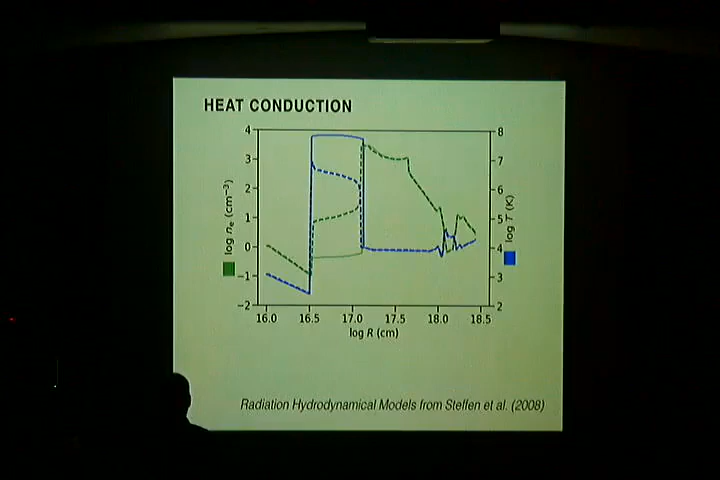 HEAT CONDUCTION
4
3
2
1
0
−1
−2
log nₑ (cm⁻³)
8
7
6
5
4
3
2
log T (K)
16.0 16.5 17.0 17.5 18.0 18.5
log R (cm)
Radiation Hydrodynamical Models from Steffen et al. (2008)